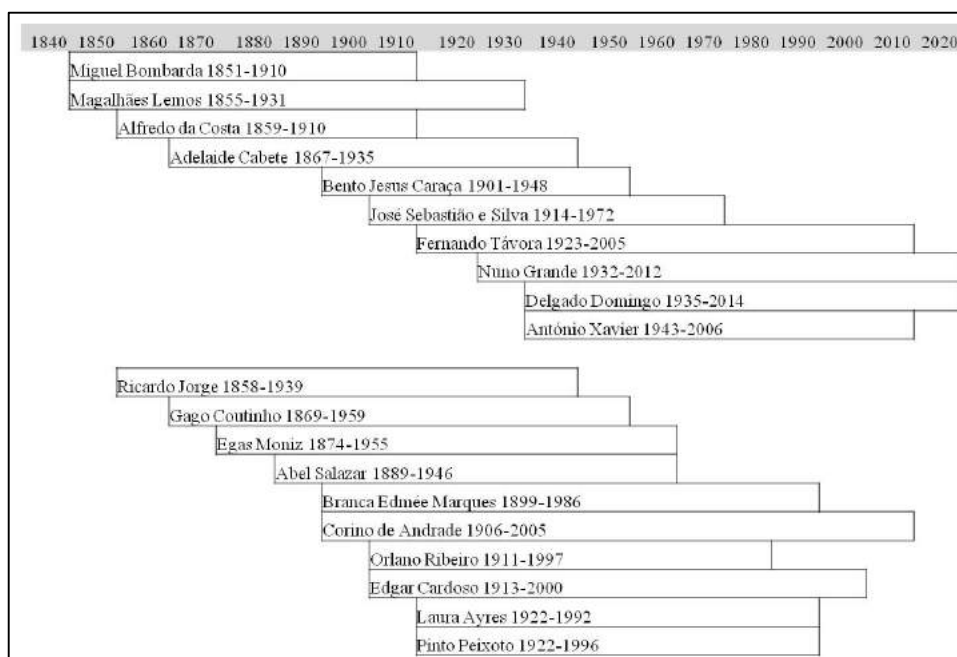 1840 1850 1860 1870 1880 1890 1900 1910 1920 1930 1940 1950 1960 1970 1980 1990 2000 2010 2020
Miguel Bombarda 1851-1910
Magalhães Lemos 1855-1931
Alfredo da Costa 1859-1910
Adelaide Cabete 1867-1935
Bento Jesus Caraça 1901-1948
José Sebastião e Silva 1914-1972
Fernando Távora 1923-2005
Nuno Grande 1932-2012
Delgado Domingo 1935-2014
António Xavier 1943-2006
Ricardo Jorge 1858-1939
Gago Coutinho 1869-1959
Egas Moniz 1874-1955
Abel Salazar 1889-1946
Branca Edmée Marques 1899-1986
Corino de Andrade 1906-2005
Orlano Ribeiro 1911-1997
Edgar Cardoso 1913-2000
Laura Ayres 1922-1992
Pinto Peixoto 1922-1996